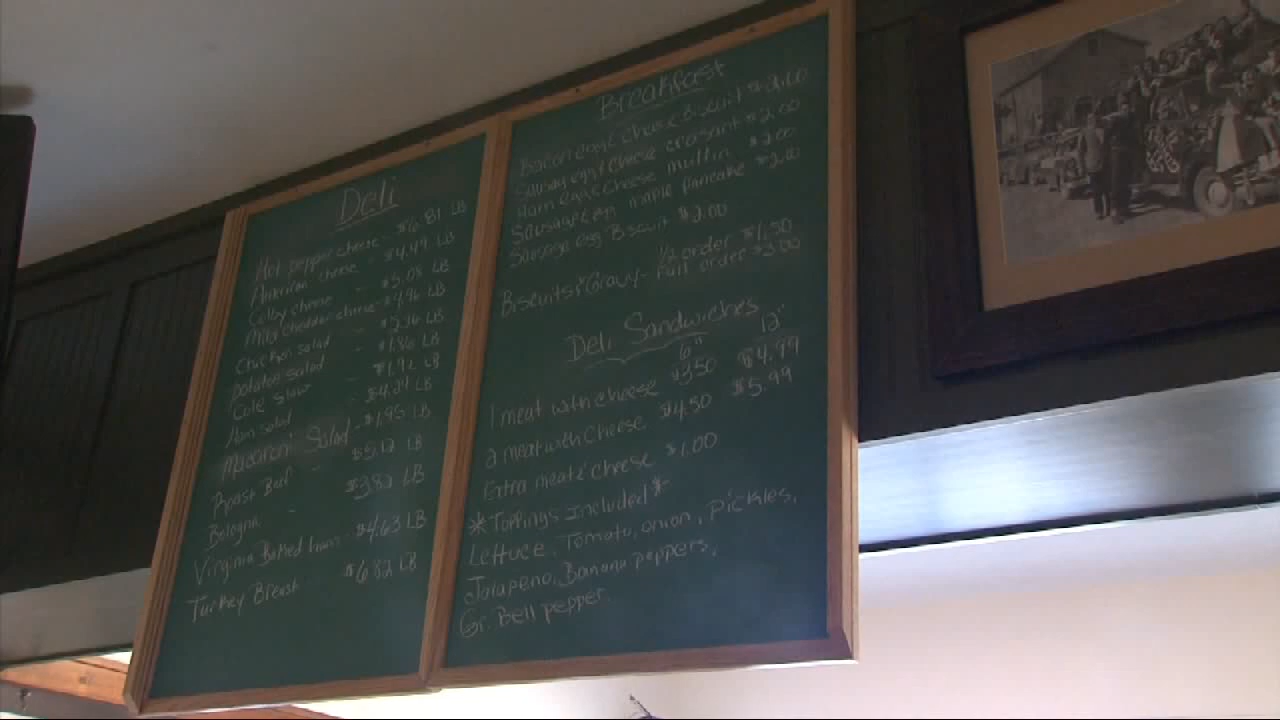 Deli
Hot pepper cheese - $6.81 LB
American cheese - $4.49 LB
Colby cheese - $5.08 LB
Mild cheddar cheese - $4.96 LB
Chicken salad - $5.36 LB
potatoe salad - $1.86 LB
Cole Slaw - $1.92 LB
Ham salad - $4.24 LB
Macaroni Salad - $1.95 LB
Roast Beef - $5.12 LB
Bologna - $3.82 LB
Virginia Baked ham - $4.63 LB
Turkey Breast $6.82 LB
Breakfast
Bacon egg & cheese Biscuit $2.00
Sausage egg & cheese croisant $2.00
Ham egg & cheese muffin $2.00
Sausage & egg maple Pancake $2.00
Sausage egg Biscuit $2.00
Biscuits & Gravy - 1/2 order $1.50
Full order $3.00
Deli Sandwiches
6" 12"
1 meat with cheese $3.50 $4.99
2 meat with Cheese $4.50 $5.99
Extra meat & cheese $1.00
*Toppings Included*
Lettuce, Tomato, onion, Pickles,
Jalapeno, Banana peppers,
Gr. Bell pepper.